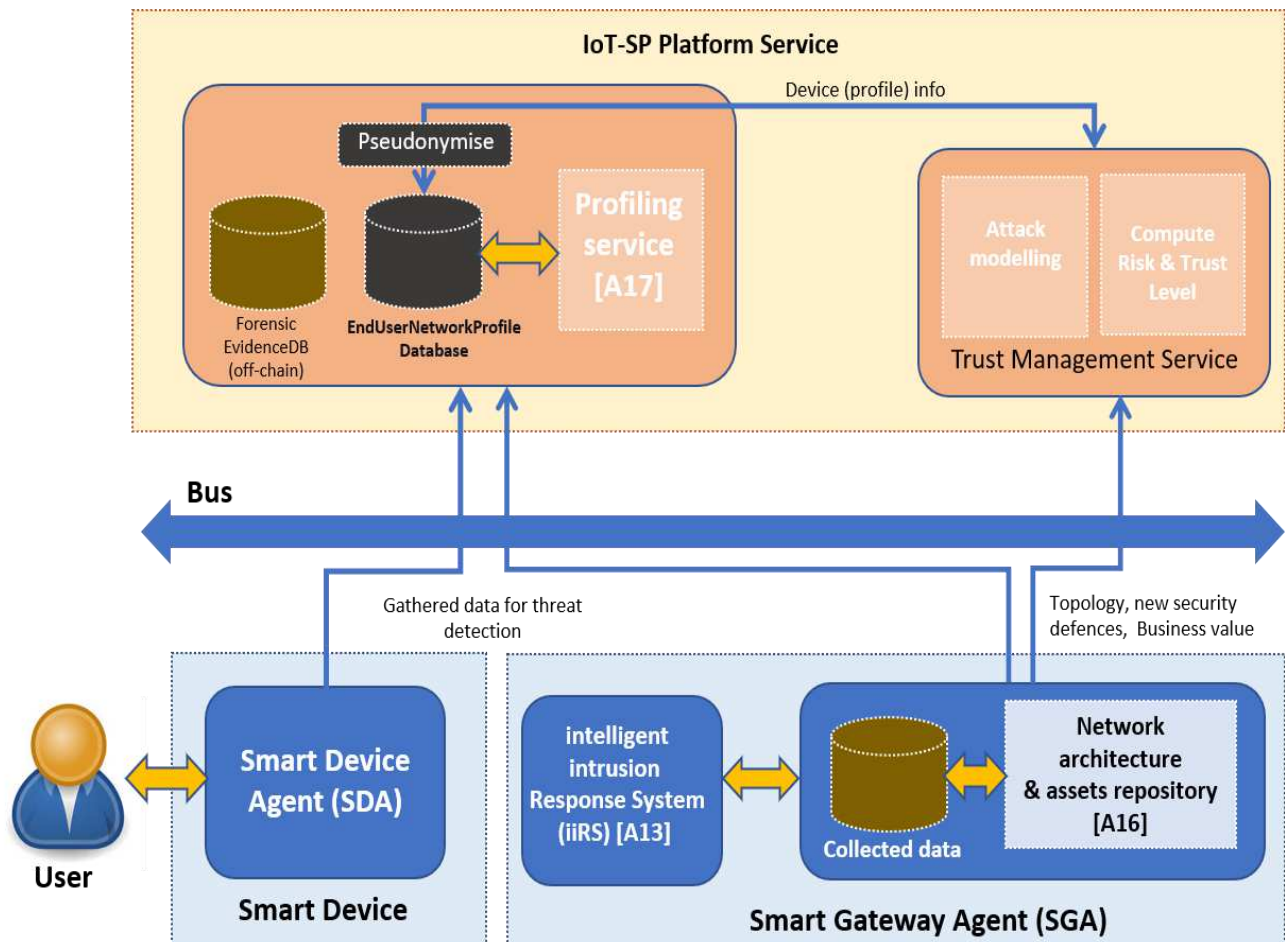 IoT-SP Platform Service
Device (profile) info
Pseudonymise
Profiling
service
[A17]
Forensic
EvidenceDB
(off-chain)
EndUserNetworkProfile
Database
Attack
modelling
Compute
Risk & Trust
Level
Trust Management Service
Bus
Gathered data for threat
detection
Topology, new security
defences,  Business value
User
Smart Device
Agent (SDA)
Smart Device
intelligent
intrusion
Response System
(iiRS) [A13]
Collected data
Network
architecture
& assets repository
[A16]
Smart Gateway Agent (SGA)